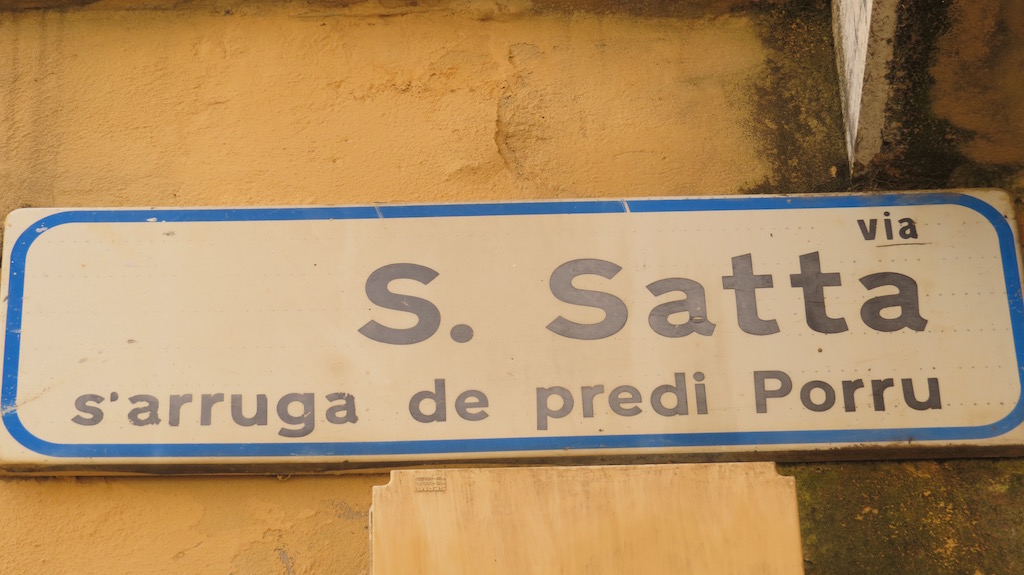 via
S. Satta
s'arruga de predi Porru